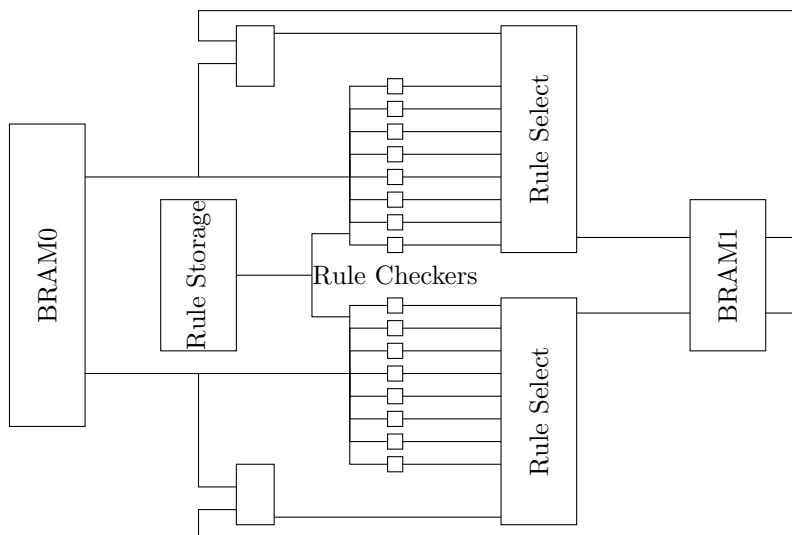 BRAM0
Rule Storage
Rule Checkers
Rule Select
Rule Select
BRAM1